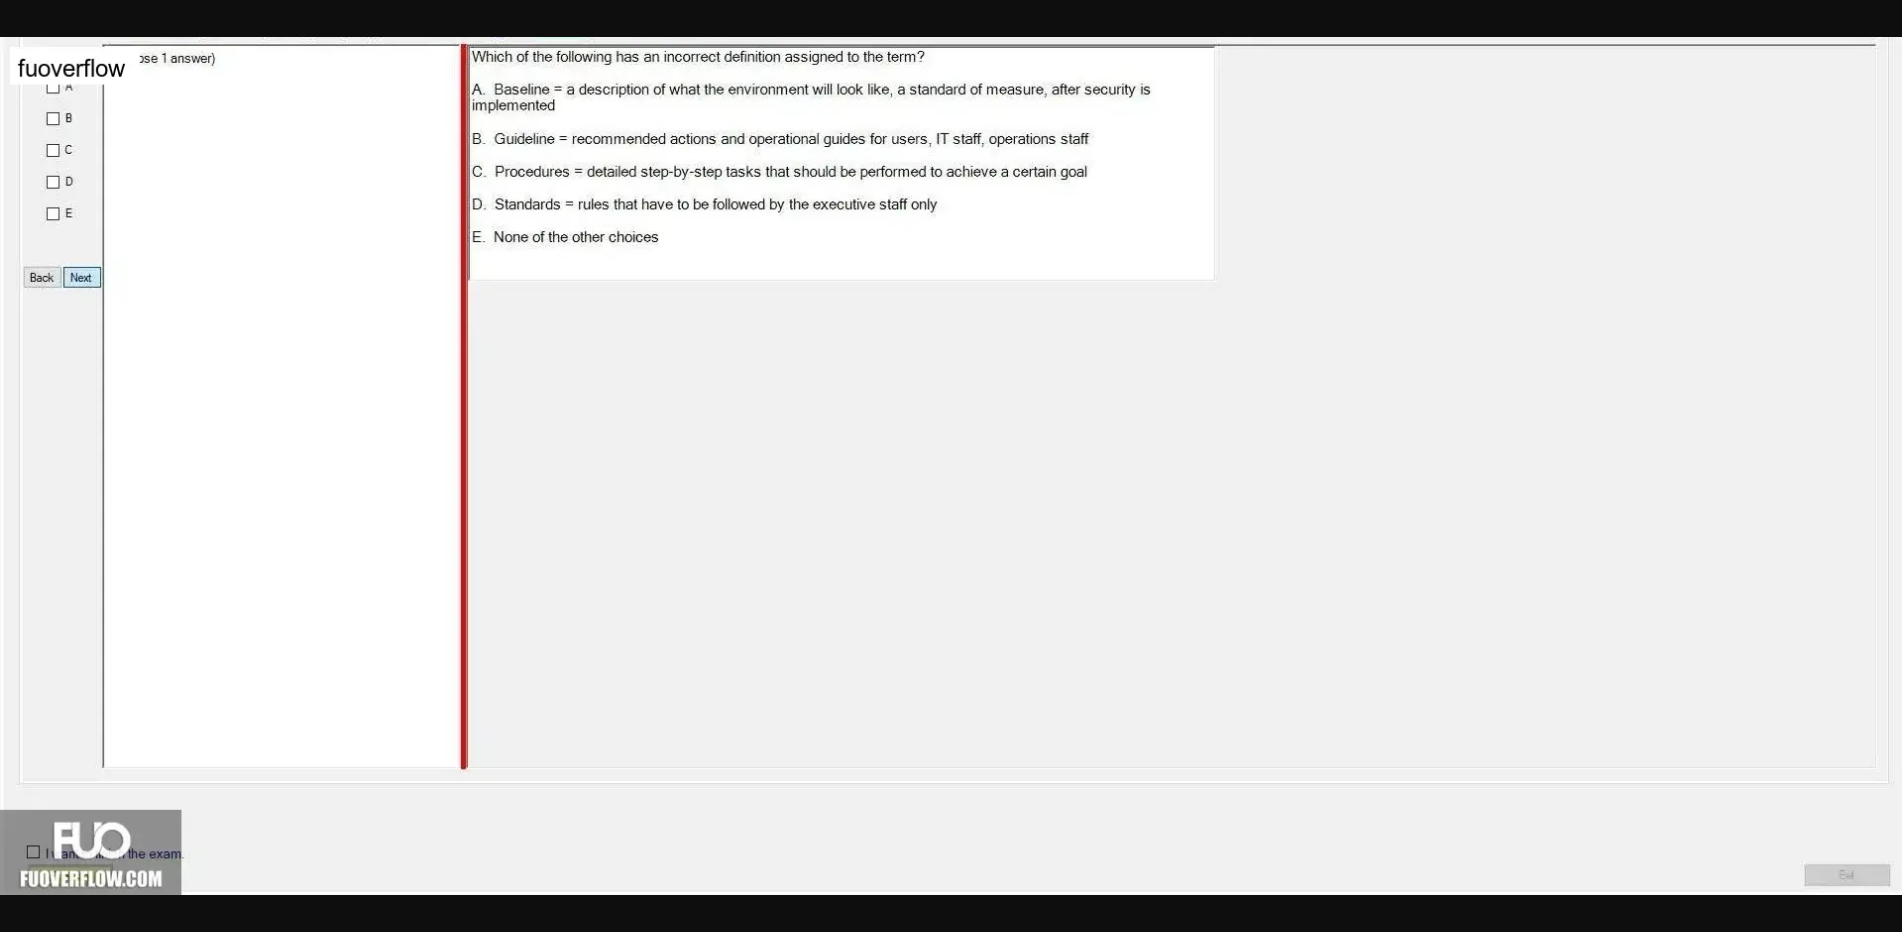 fuoverflow
1 answer)
A
B
C
D
E
Back Next
Which of the following has an incorrect definition assigned to the term?
A. Baseline = a description of what the environment will look like, a standard of measure, after security is
implemented
B. Guideline = recommended actions and operational guides for users, IT staff, operations staff
C. Procedures = detailed step-by-step tasks that should be performed to achieve a certain goal
D. Standards = rules that have to be followed by the executive staff only
E. None of the other choices
FUO
I the exam.
FUOVERFLOW.COM
Exit